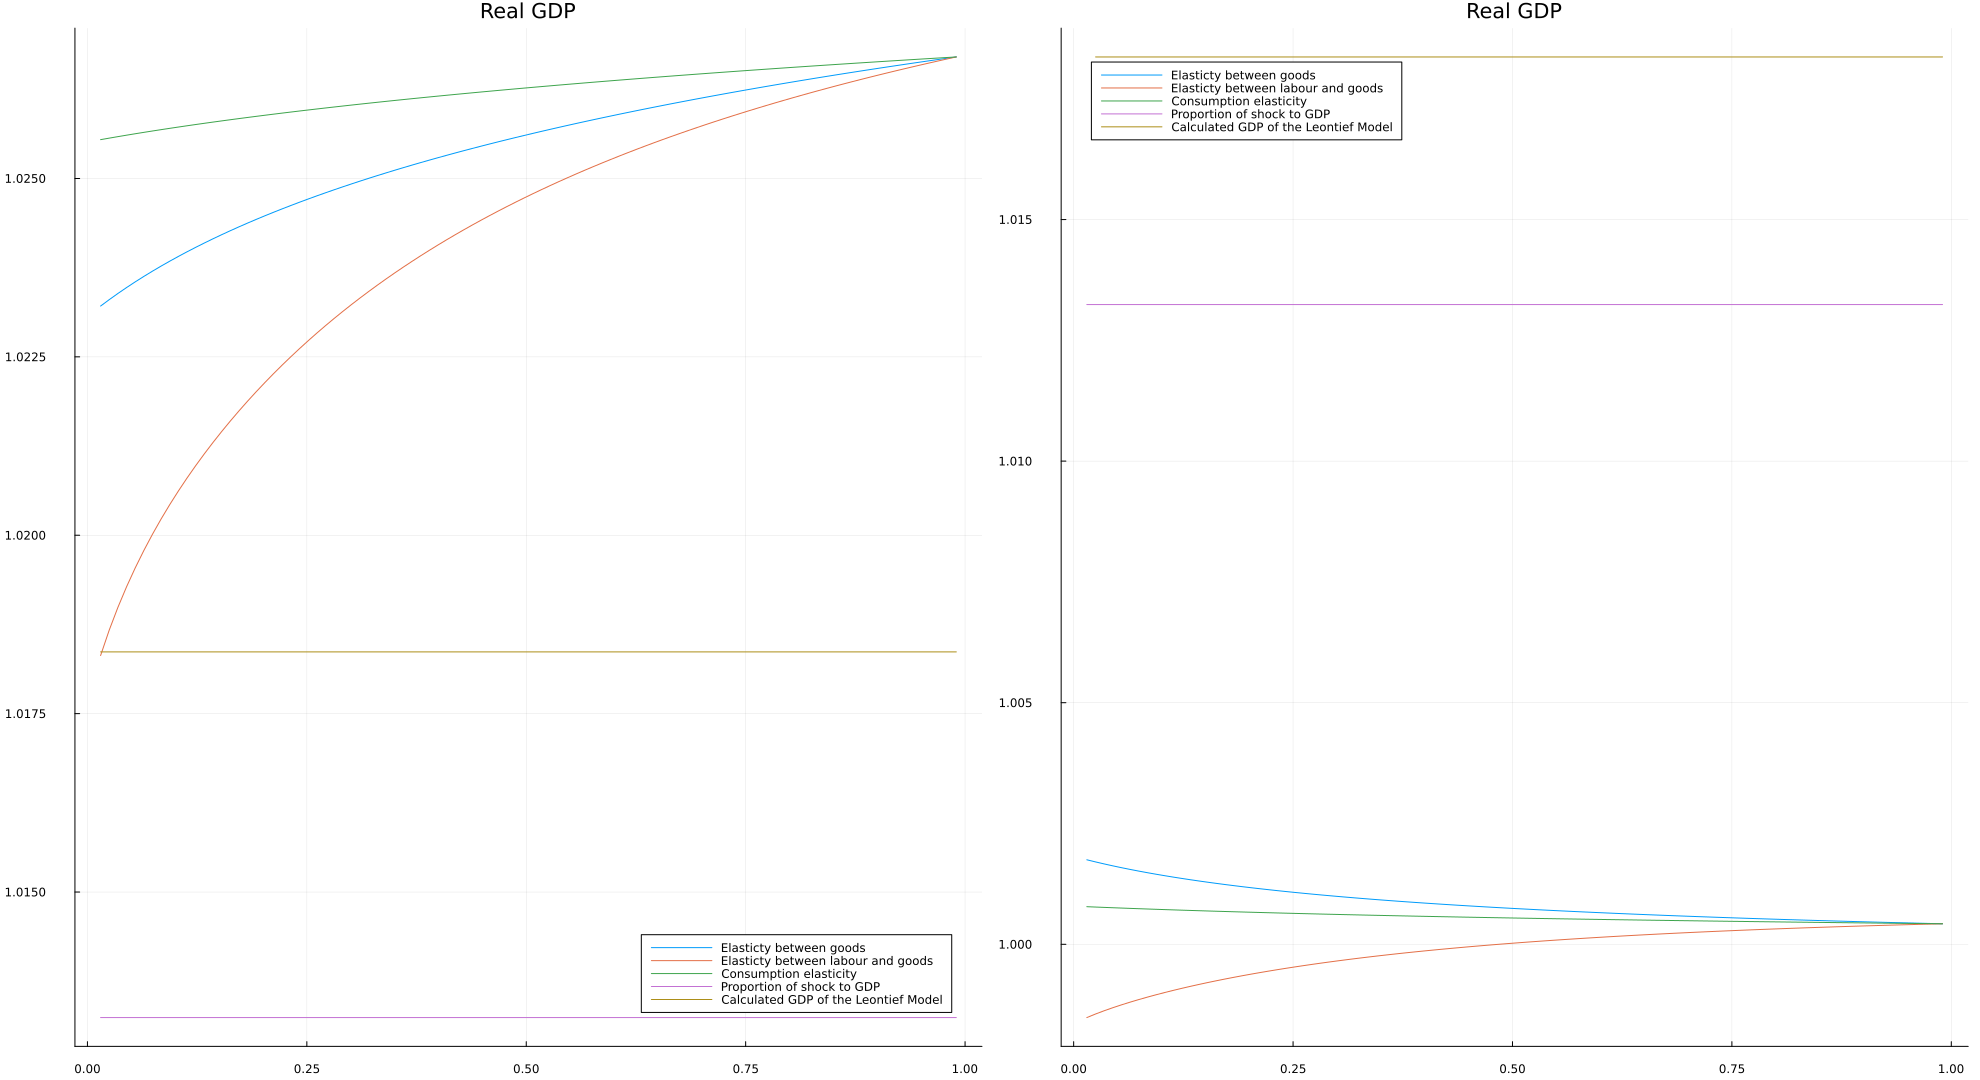 Real GDP
1.0250
1.0225
1.0200
1.0175
1.0150
Elasticty between goods
Elasticty between labour and goods
Consumption elasticity
Proportion of shock to GDP
Calculated GDP of the Leontief Model
0.00 0.25 0.50 0.75 1.00
Real GDP
Elasticty between goods
Elasticty between labour and goods
Consumption elasticity
Proportion of shock to GDP
Calculated GDP of the Leontief Model
1.015
1.010
1.005
1.000
0.00 0.25 0.50 0.75 1.00